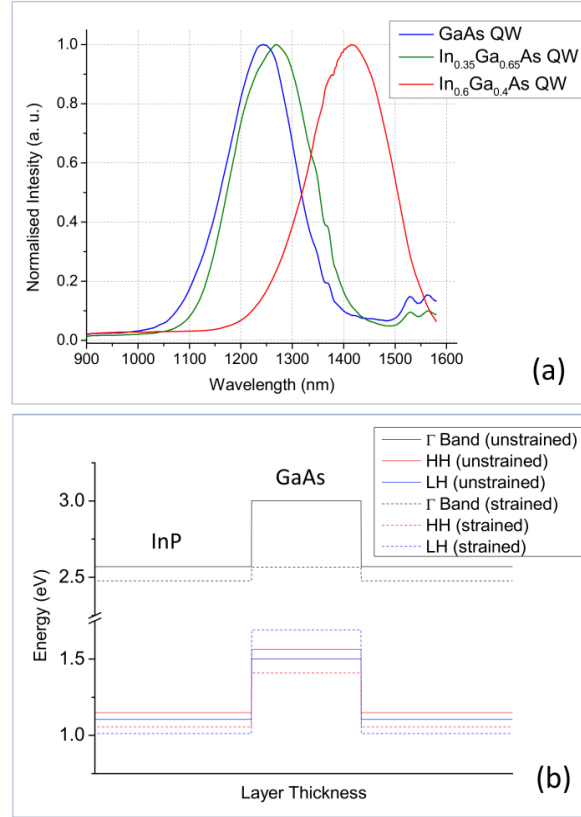 GaAs QW
In0.35Ga0.65As QW
In0.6Ga0.4As QW
1.0
0.8
0.6
0.4
0.2
0.0
Normalised Intesity (a. u.)
900 1000 1100 1200 1300 1400 1500 1600
Wavelength (nm)
(a)
Γ Band (unstrained)
HH (unstrained)
LH (unstrained)
Γ Band (strained)
HH (strained)
LH (strained)
GaAs
InP
3.0
2.5
1.5
1.0
Energy (eV)
Layer Thickness
(b)